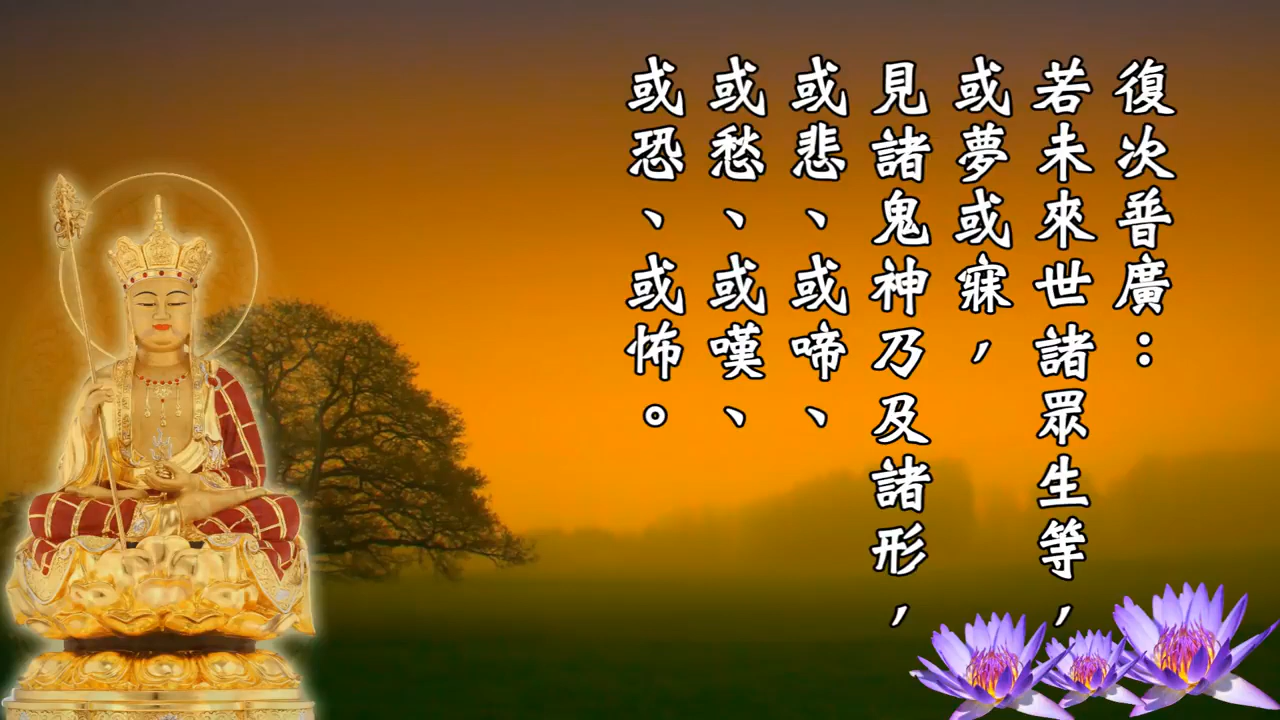 復次普廣：
若未來世諸眾生等，
或夢或寐，
見諸鬼神乃及諸形，
或悲、或啼、
或愁、或嘆、
或恐、或怖。